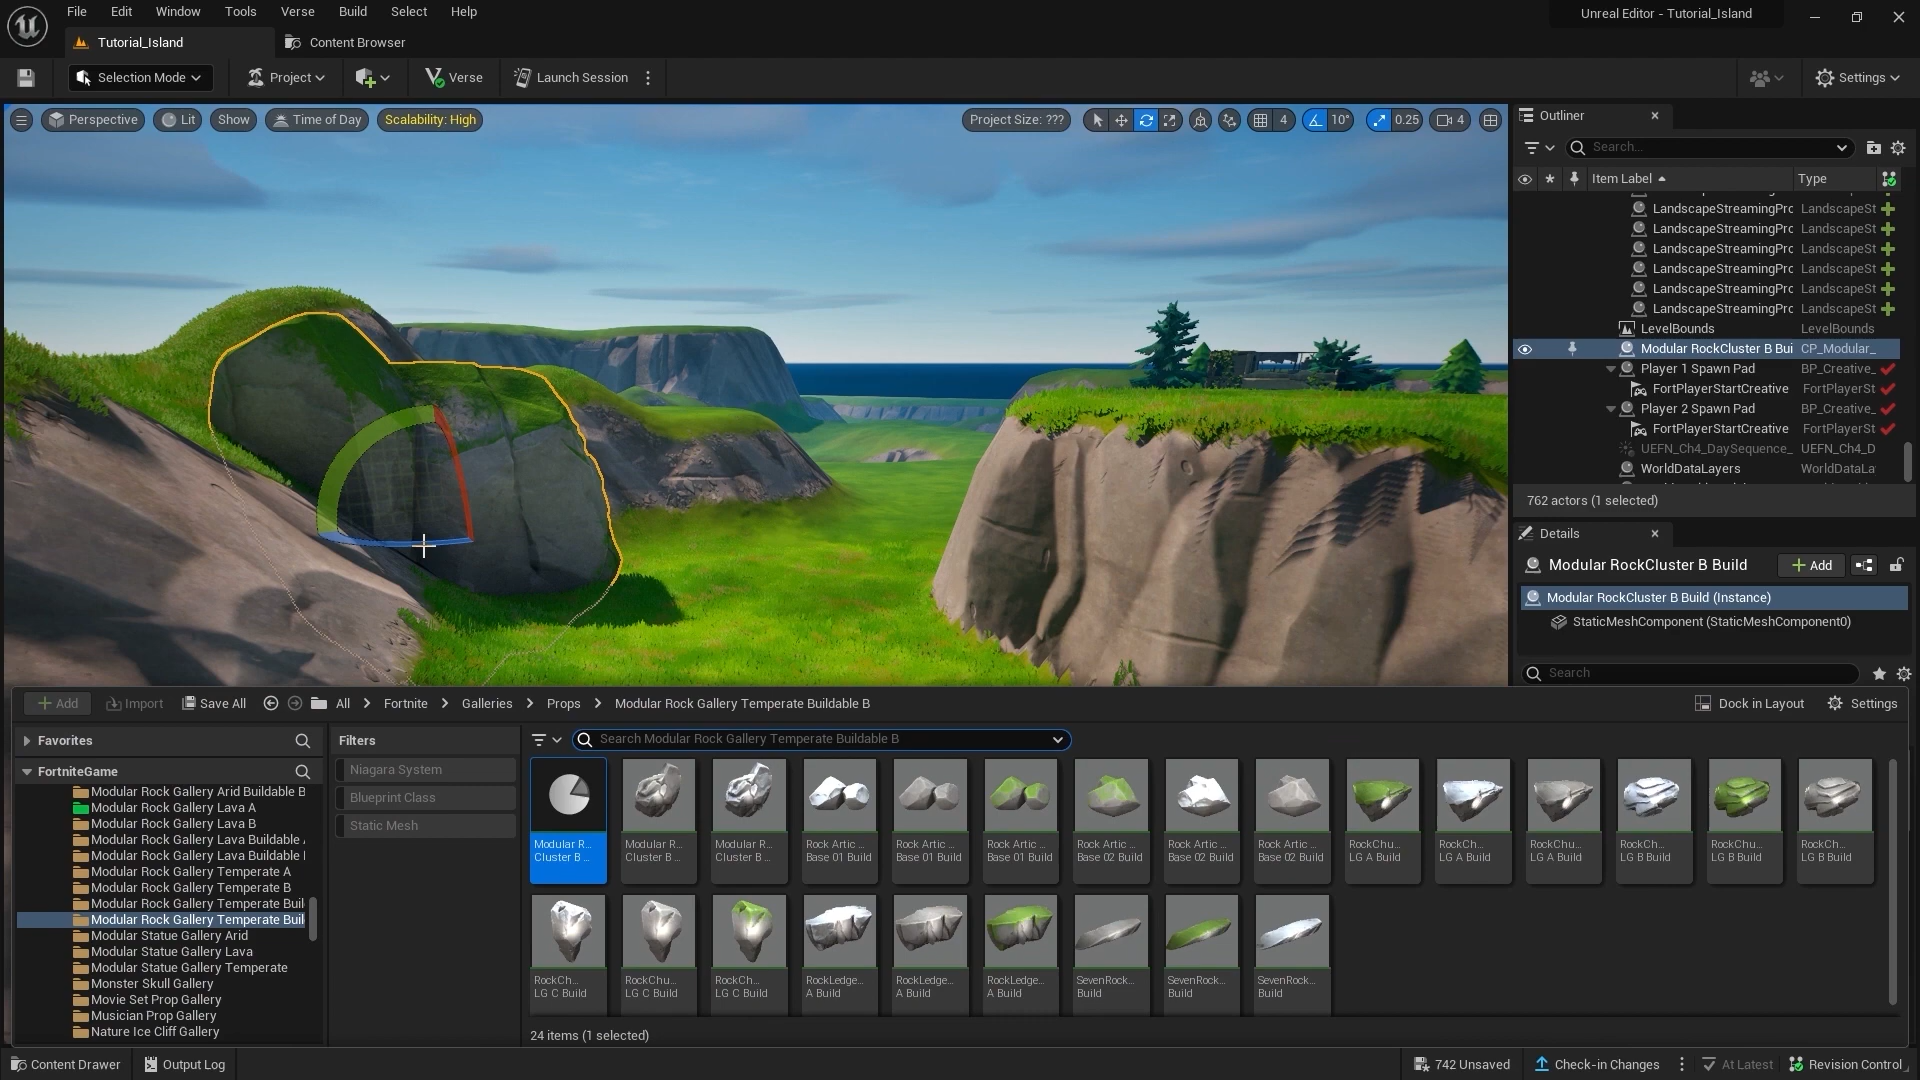 File Edit Window Tools Verse Build Select Help
Unreal Editor - Tutorial_Island
Tutorial_Island
Content Browser
Selection Mode
Project
Verse
Launch Session
Settings
Perspective
Lit
Show
Time of Day
Scalability: High
Project Size: ???
4
10°
0.25
4
Outliner
Search...
Item Label
Type
LandscapeStreamingPrc LandscapeSt
LandscapeStreamingPrc LandscapeSt
LandscapeStreamingPrc LandscapeSt
LandscapeStreamingPrc LandscapeSt
LandscapeStreamingPrc LandscapeSt
LandscapeStreamingPrc LandscapeSt
LevelBounds LevelBounds
Modular RockCluster B Bui CP_Modular_
Player 1 Spawn Pad BP_Creative_
FortPlayerStartCreative FortPlayerSt
Player 2 Spawn Pad BP_Creative_
FortPlayerStartCreative FortPlayerSt
UEFN_Ch4_DaySequence_ UEFN_Ch4_D
WorldDataLayers WorldDataLa
762 actors (1 selected)
Details
Modular RockCluster B Build
Add
Modular RockCluster B Build (Instance)
StaticMeshComponent (StaticMeshComponent0)
Search
Add
Import
Save All
All
Fortnite
Galleries
Props
Modular Rock Gallery Temperate Buildable B
Dock in Layout
Settings
Favorites
FortniteGame
Modular Rock Gallery Arid Buildable B
Modular Rock Gallery Lava A
Modular Rock Gallery Lava B
Modular Rock Gallery Lava Buildable
Modular Rock Gallery Lava Buildable
Modular Rock Gallery Temperate A
Modular Rock Gallery Temperate B
Modular Rock Gallery Temperate Buil
Modular Rock Gallery Temperate Buil
Modular Statue Gallery Arid
Modular Statue Gallery Lava
Modular Statue Gallery Temperate
Monster Skull Gallery
Movie Set Prop Gallery
Musician Prop Gallery
Nature Ice Cliff Gallery
Filters
Niagara System
Blueprint Class
Static Mesh
Search Modular Rock Gallery Temperate Buildable B
Modular R...
Cluster B ...
Modular R...
Cluster B ...
Modular R...
Cluster B ...
Rock Artic ...
Base 01 Build
Rock Artic ...
Base 01 Build
Rock Artic ...
Base 01 Build
Rock Artic ...
Base 02 Build
Rock Artic ...
Base 02 Build
Rock Artic ...
Base 02 Build
RockChu...
LG A Build
RockCh...
LG A Build
RockChu...
LG A Build
RockCh...
LG B Build
RockChu...
LG B Build
RockCh...
LG B Build
RockCh...
LG C Build
RockChu...
LG C Build
RockCh...
LG C Build
RockLedge...
A Build
RockLedge...
A Build
RockLedge...
A Build
SevenRock...
Build
SevenRock...
Build
SevenRock...
Build
24 items (1 selected)
Content Drawer
Output Log
742 Unsaved
Check-in Changes
At Latest
Revision Control